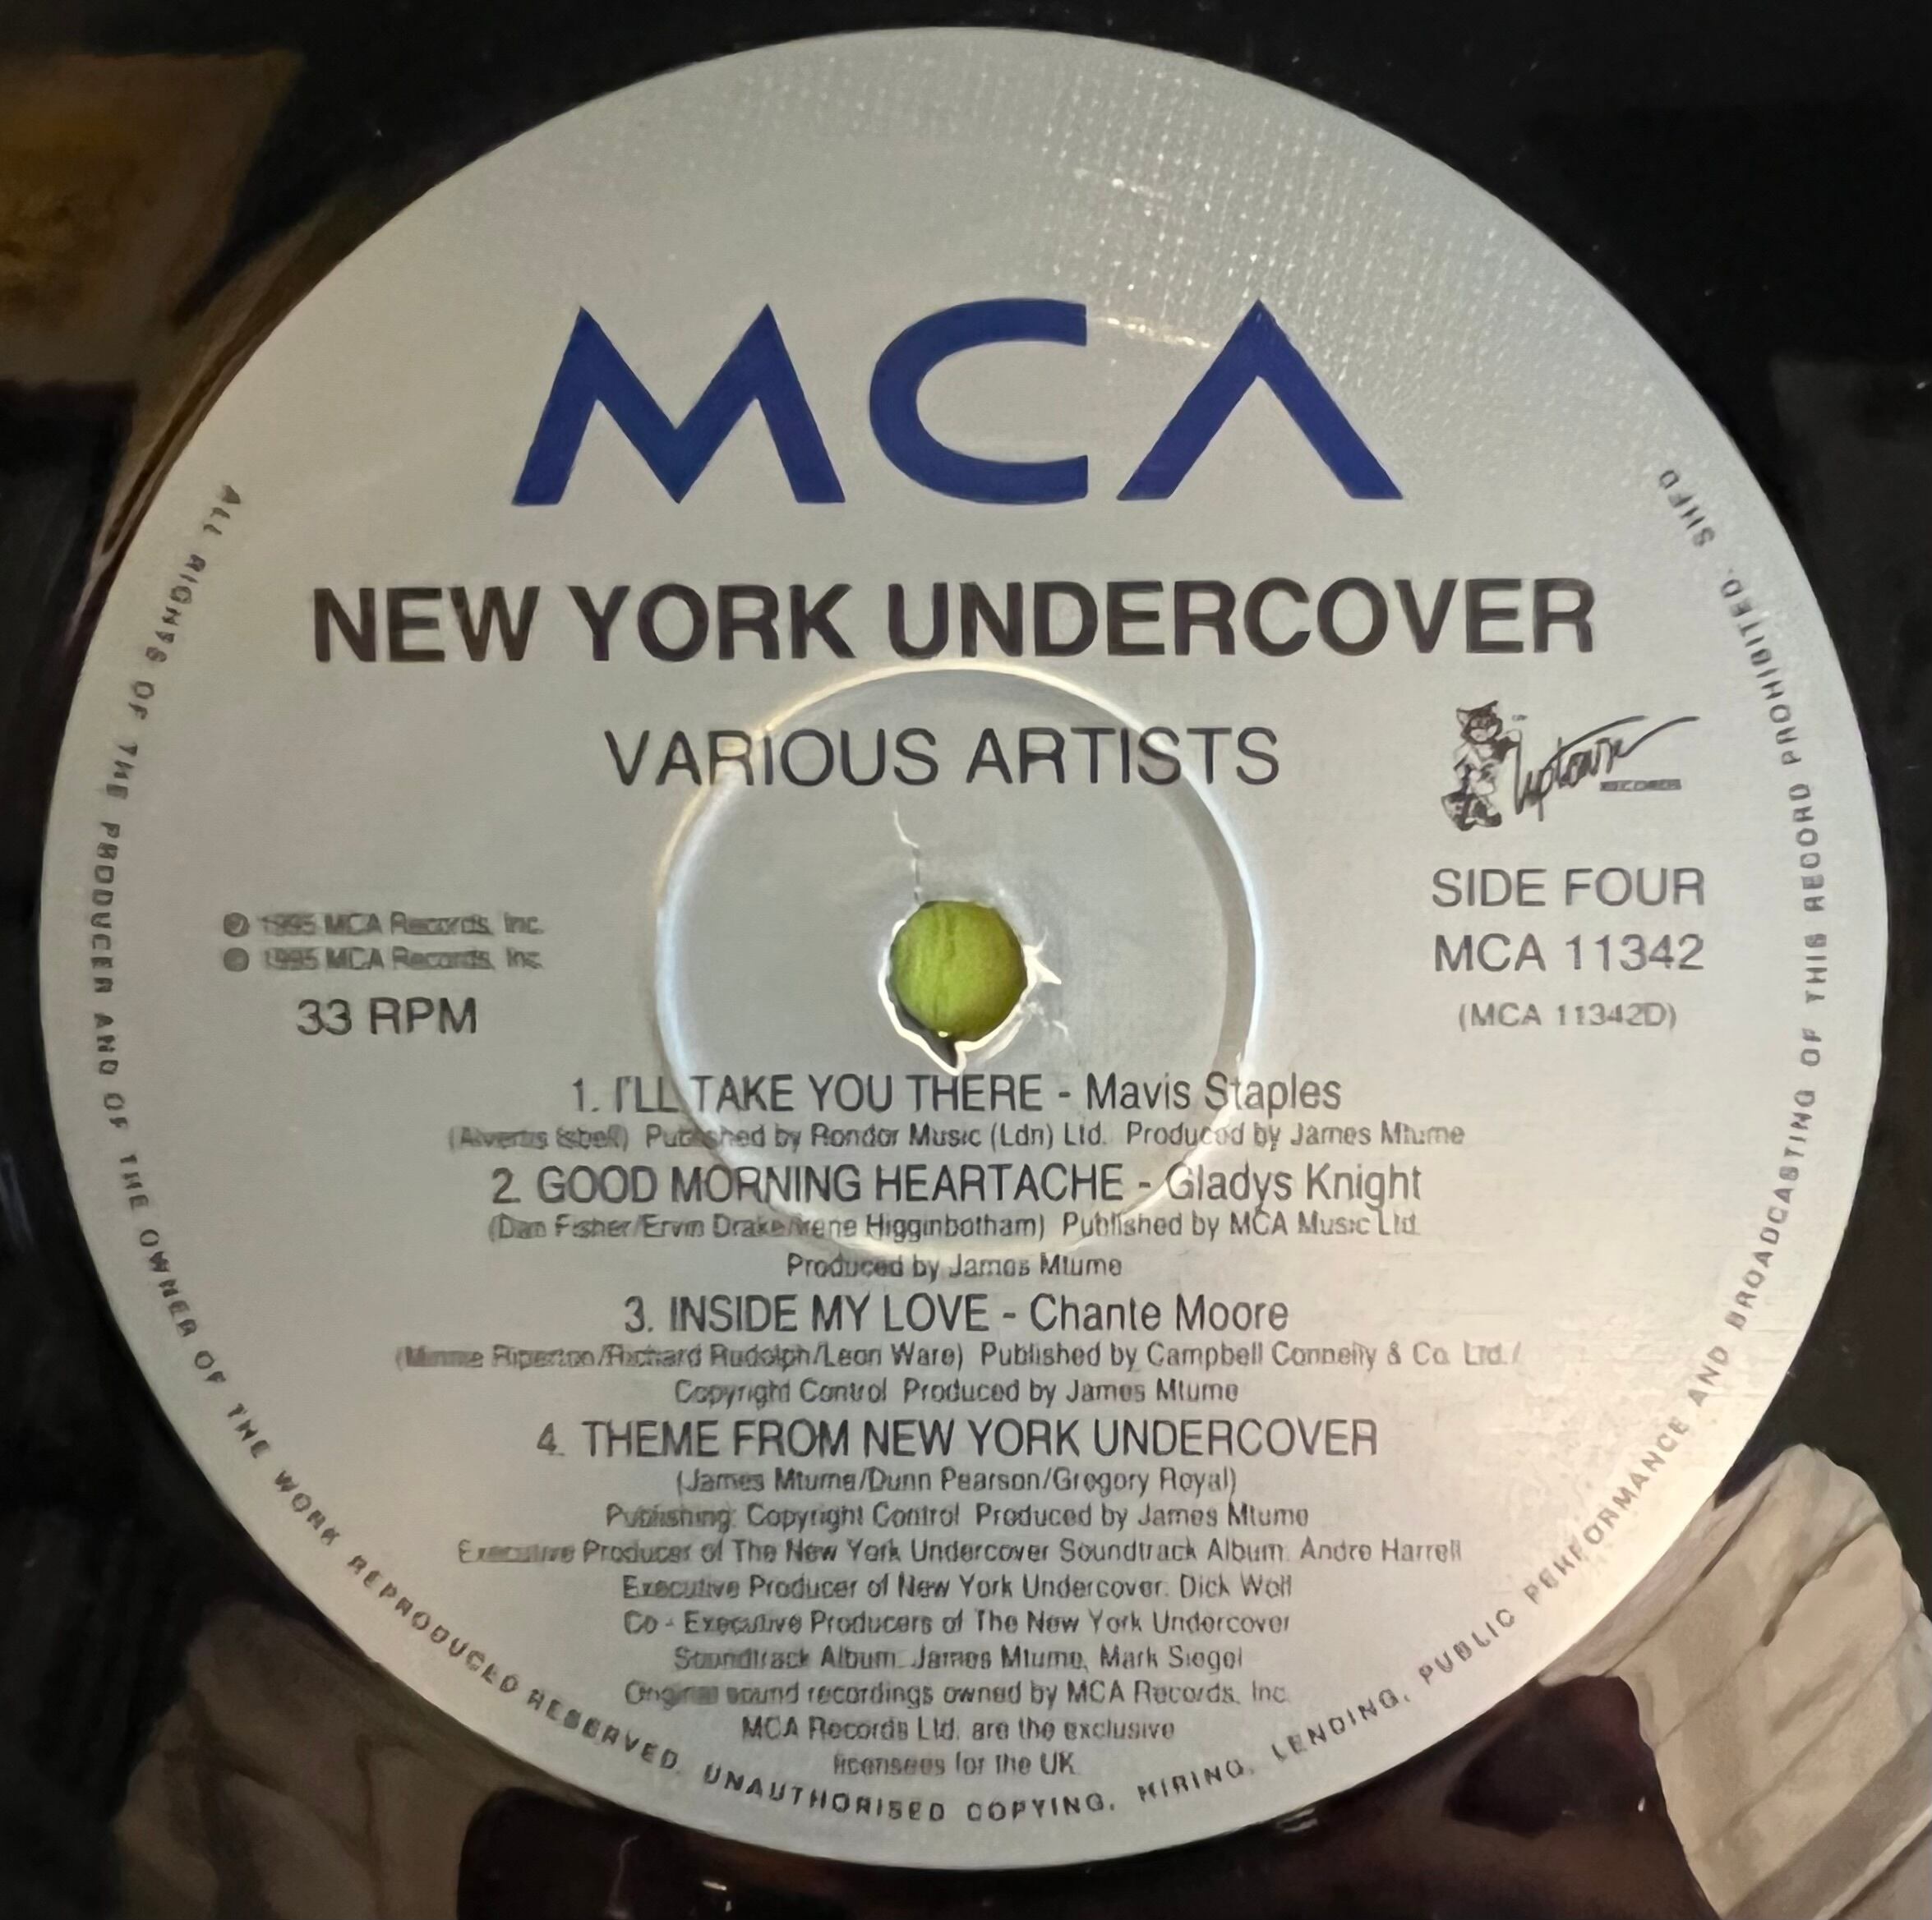 MCA
NEW YORK UNDERCOVER
VARIOUS ARTISTS
Uptown
RECORDS
SIDE FOUR
MCA 11342
(MCA 11342D)
℗ 1995 MCA Records, Inc.
© 1995 MCA Records, Inc.
33 RPM
1. I'LL TAKE YOU THERE - Mavis Staples
(Alvertis Isbell) Published by Rondor Music (Ldn) Ltd. Produced by James Mtume
2. GOOD MORNING HEARTACHE - Gladys Knight
(Dan Fisher/Ervin Drake/Irene Higginbotham) Published by MCA Music Ltd.
Produced by James Mtume
3. INSIDE MY LOVE - Chante Moore
(Minnie Riperton/Richard Rudolph/Leon Ware) Published by Campbell Connelly & Co. Ltd./
Copyright Control Produced by James Mtume
4. THEME FROM NEW YORK UNDERCOVER
(James Mtume/Dunn Pearson/Gregory Royal)
Publishing: Copyright Control Produced by James Mtume
Executive Producer of The New York Undercover Soundtrack Album: Andre Harrell
Executive Producer of New York Undercover: Dick Wolf
Co - Executive Producers of The New York Undercover
Soundtrack Album: James Mtume, Mark Siegel
Original sound recordings owned by MCA Records, Inc.
MCA Records Ltd. are the exclusive
licensees for the UK.
ALL RIGHTS OF THE PRODUCER AND OF THE OWNER OF THE WORK REPRODUCED RESERVED. UNAUTHORISED COPYING, HIRING, LENDING, PUBLIC PERFORMANCE AND BROADCASTING OF THIS RECORD PROHIBITED. SHFD